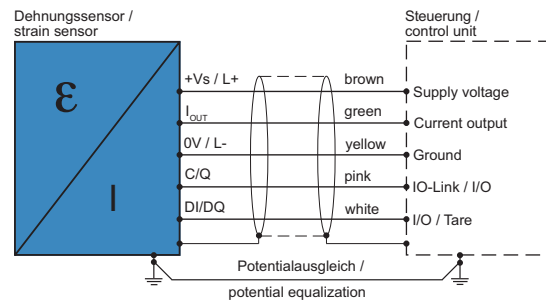 Dehnungssensor /
strain sensor
Steuerung /
control unit
ε
I
+Vs / L+
brown
Supply voltage
IOUT
green
Current output
0V / L-
yellow
Ground
C/Q
pink
IO-Link / I/O
DI/DQ
white
I/O / Tare
Potentialausgleich /
potential equalization